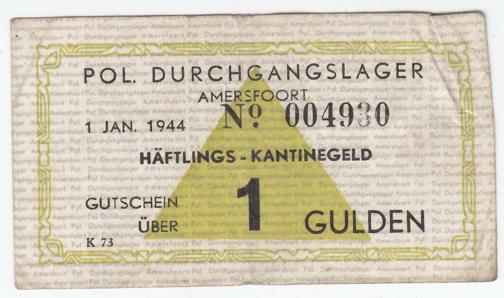 POL. DURCHGANGSLAGER
AMERSFOORT
1 JAN. 1944 Nº 004930
HÄFTLINGS-KANTINEGELD
GUTSCHEIN
ÜBER 1 GULDEN
K 73